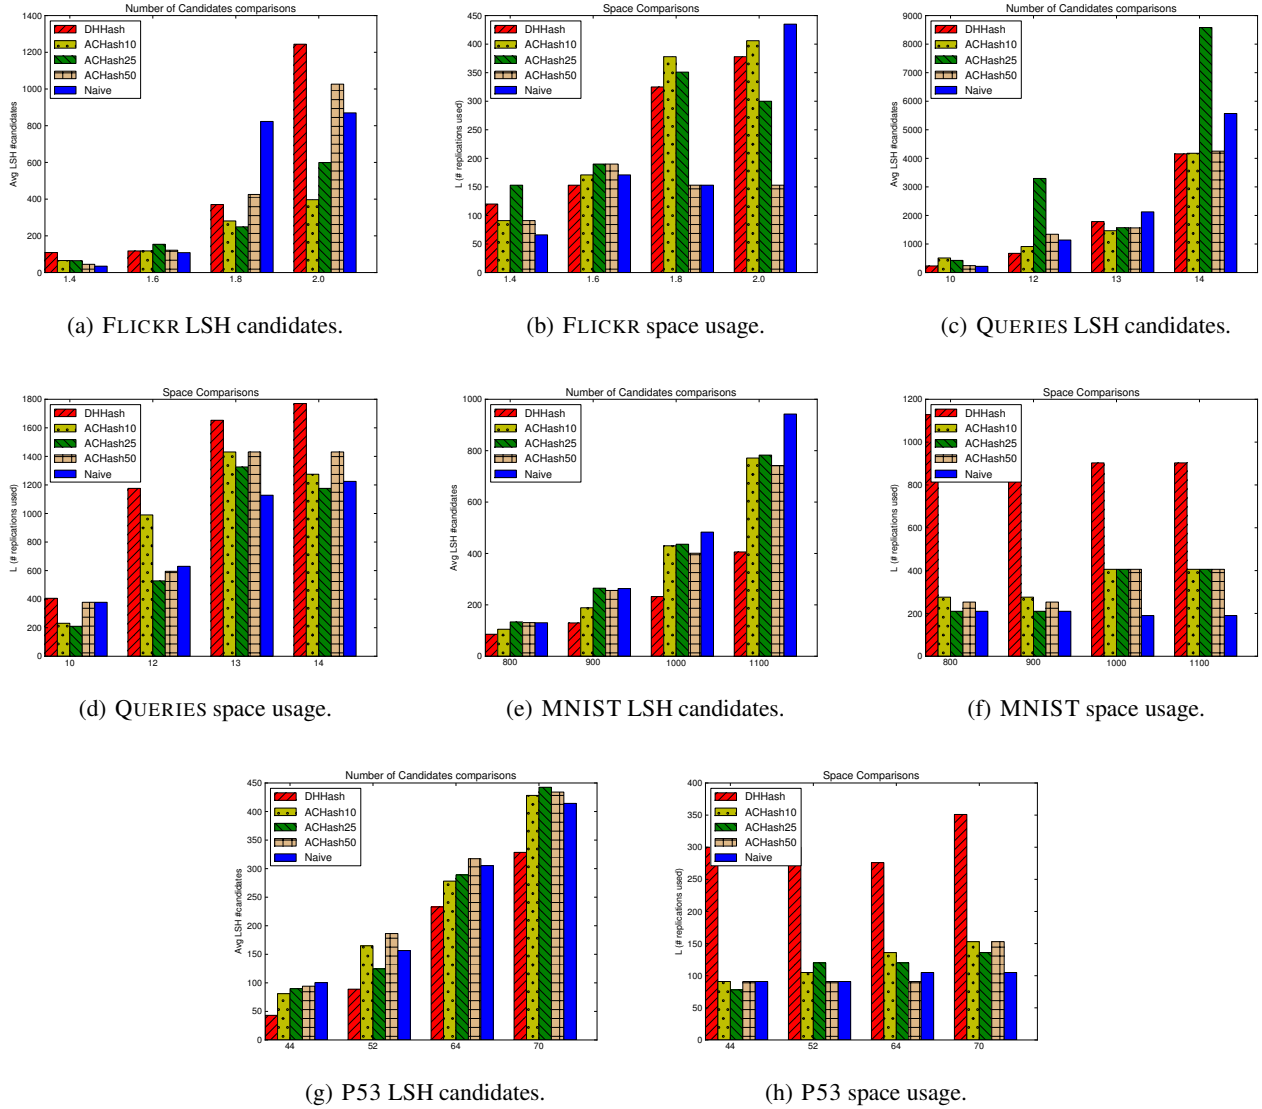 Number of Candidates comparisons
Avg LSH #candidates
1400
1200
1000
800
600
400
200
0
DHHash
ACHash10
ACHash25
ACHash50
Naive
1.4 1.6 1.8 2.0
(a) FLICKR LSH candidates.
Space Comparisons
L (# replications used)
450
400
350
300
250
200
150
100
50
0
DHHash
ACHash10
ACHash25
ACHash50
Naive
1.4 1.6 1.8 2.0
(b) FLICKR space usage.
Number of Candidates comparisons
Avg LSH #candidates
9000
8000
7000
6000
5000
4000
3000
2000
1000
0
DHHash
ACHash10
ACHash25
ACHash50
Naive
10 12 13 14
(c) QUERIES LSH candidates.
Space Comparisons
L (# replications used)
1800
1600
1400
1200
1000
800
600
400
200
0
DHHash
ACHash10
ACHash25
ACHash50
Naive
10 12 13 14
(d) QUERIES space usage.
Number of Candidates comparisons
Avg LSH #candidates
1000
800
600
400
200
0
DHHash
ACHash10
ACHash25
ACHash50
Naive
800 900 1000 1100
(e) MNIST LSH candidates.
Space Comparisons
L (# replications used)
1200
1000
800
600
400
200
0
DHHash
ACHash10
ACHash25
ACHash50
Naive
800 900 1000 1100
(f) MNIST space usage.
Number of Candidates comparisons
Avg LSH #candidates
450
400
350
300
250
200
150
100
50
0
DHHash
ACHash10
ACHash25
ACHash50
Naive
44 52 64 70
(g) P53 LSH candidates.
Space Comparisons
L (# replications used)
400
350
300
250
200
150
100
50
0
DHHash
ACHash10
ACHash25
ACHash50
Naive
44 52 64 70
(h) P53 space usage.